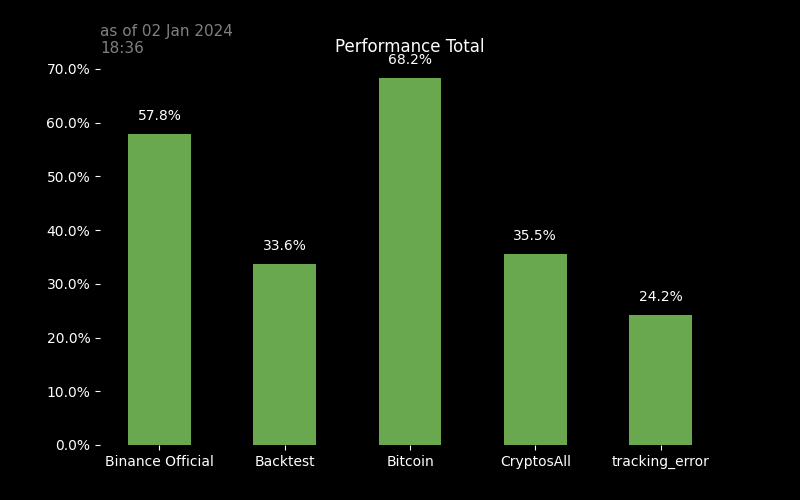 as of 02 Jan 2024
18:36
Performance Total
70.0%
60.0%
50.0%
40.0%
30.0%
20.0%
10.0%
0.0%
57.8%
33.6%
68.2%
35.5%
24.2%
Binance Official
Backtest
Bitcoin
CryptosAll
tracking_error